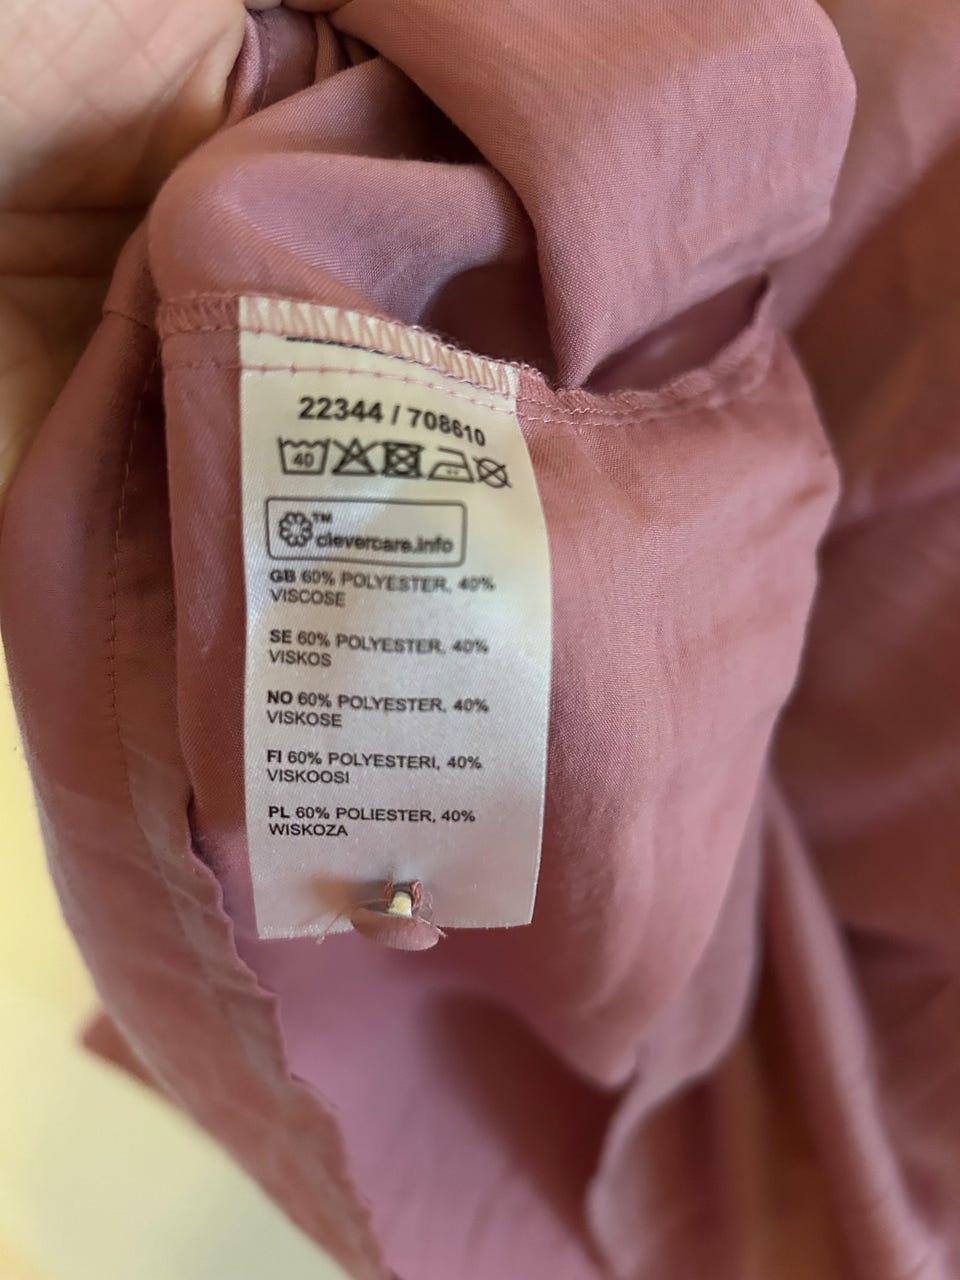 22344 / 708610
40
TM
clevercare.info
GB 60% POLYESTER, 40%
VISCOSE
SE 60% POLYESTER, 40%
VISKOS
NO 60% POLYESTER, 40%
VISKOSE
FI 60% POLYESTERI, 40%
VISKOOSI
PL 60% POLIESTER, 40%
WISKOZA